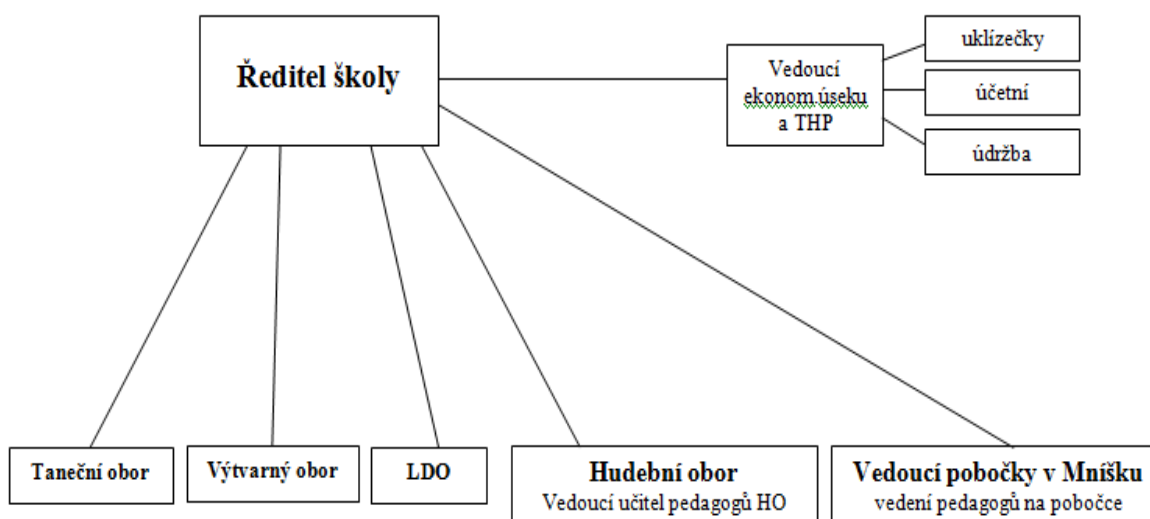 Ředitel školy
Vedoucí
ekonom.úseku
a THP
uklízečky
účetní
údržba
Taneční obor
Výtvarný obor
LDO
Hudební obor
Vedoucí učitel pedagogů HO
Vedoucí pobočky v Mníšku
vedení pedagogů na pobočce